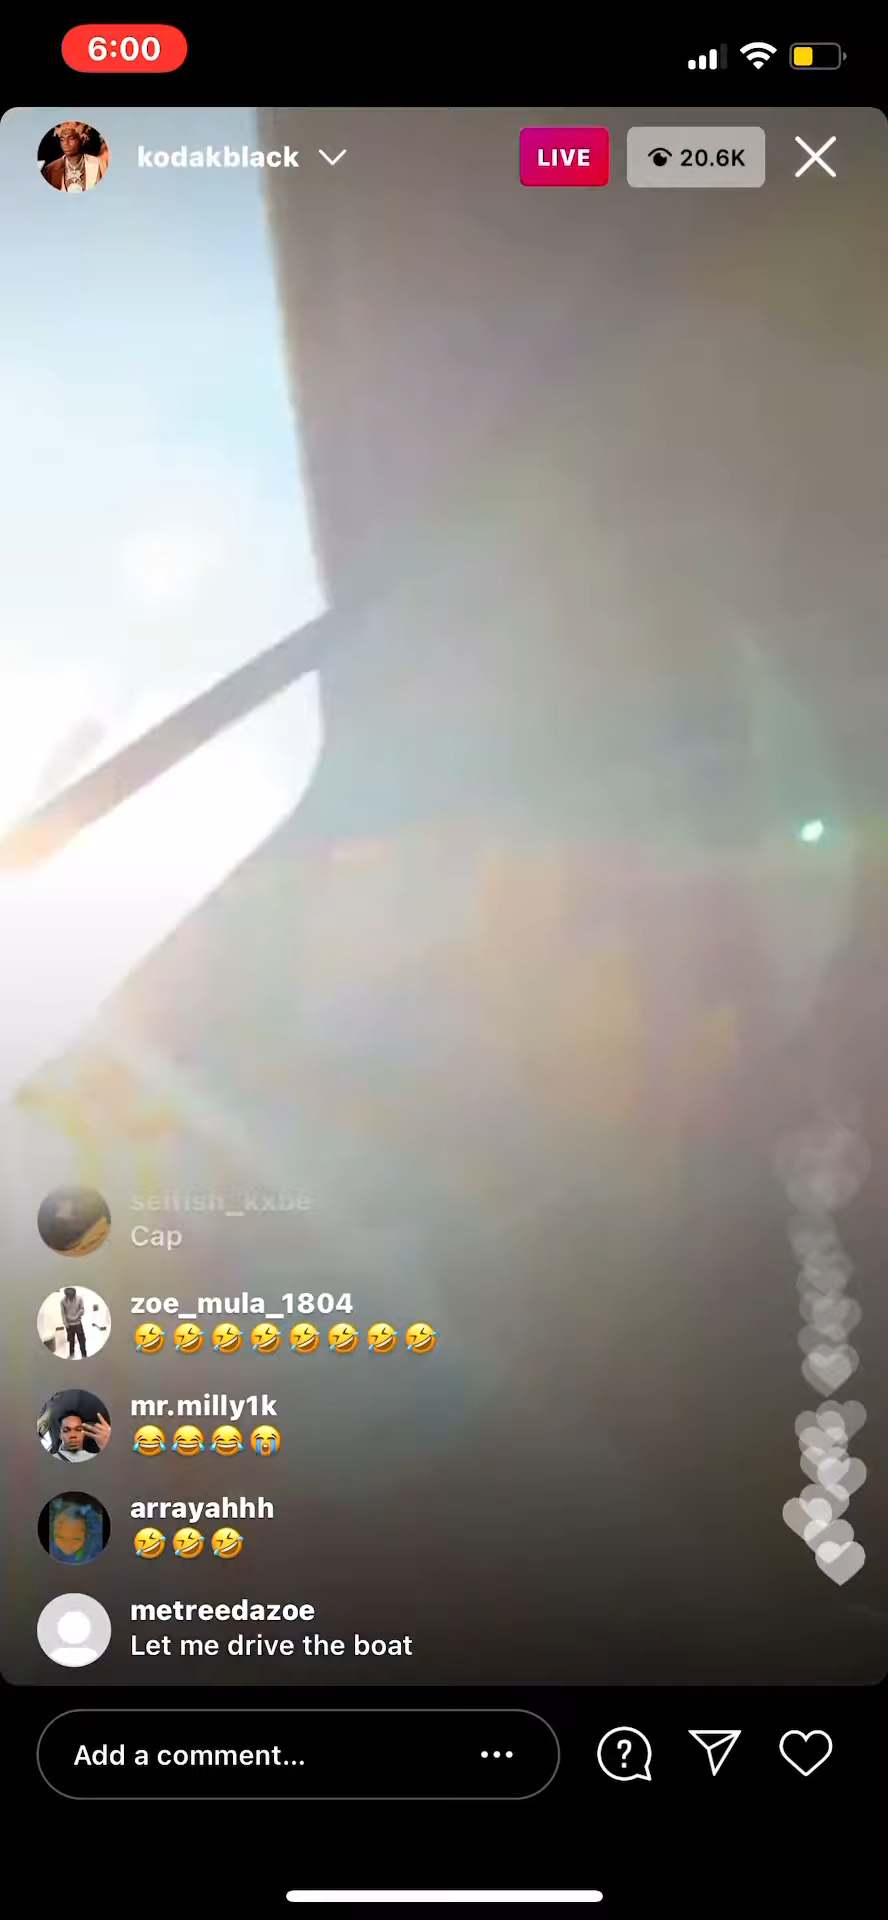 6:00
kodakblack
LIVE
20.6K
selfish_kxbe
Cap
zoe_mula_1804
🤣🤣🤣🤣🤣🤣🤣🤣
mr.milly1k
😂😂😂😭
arrayahhh
🤣🤣🤣
metreedazoe
Let me drive the boat
Add a comment...